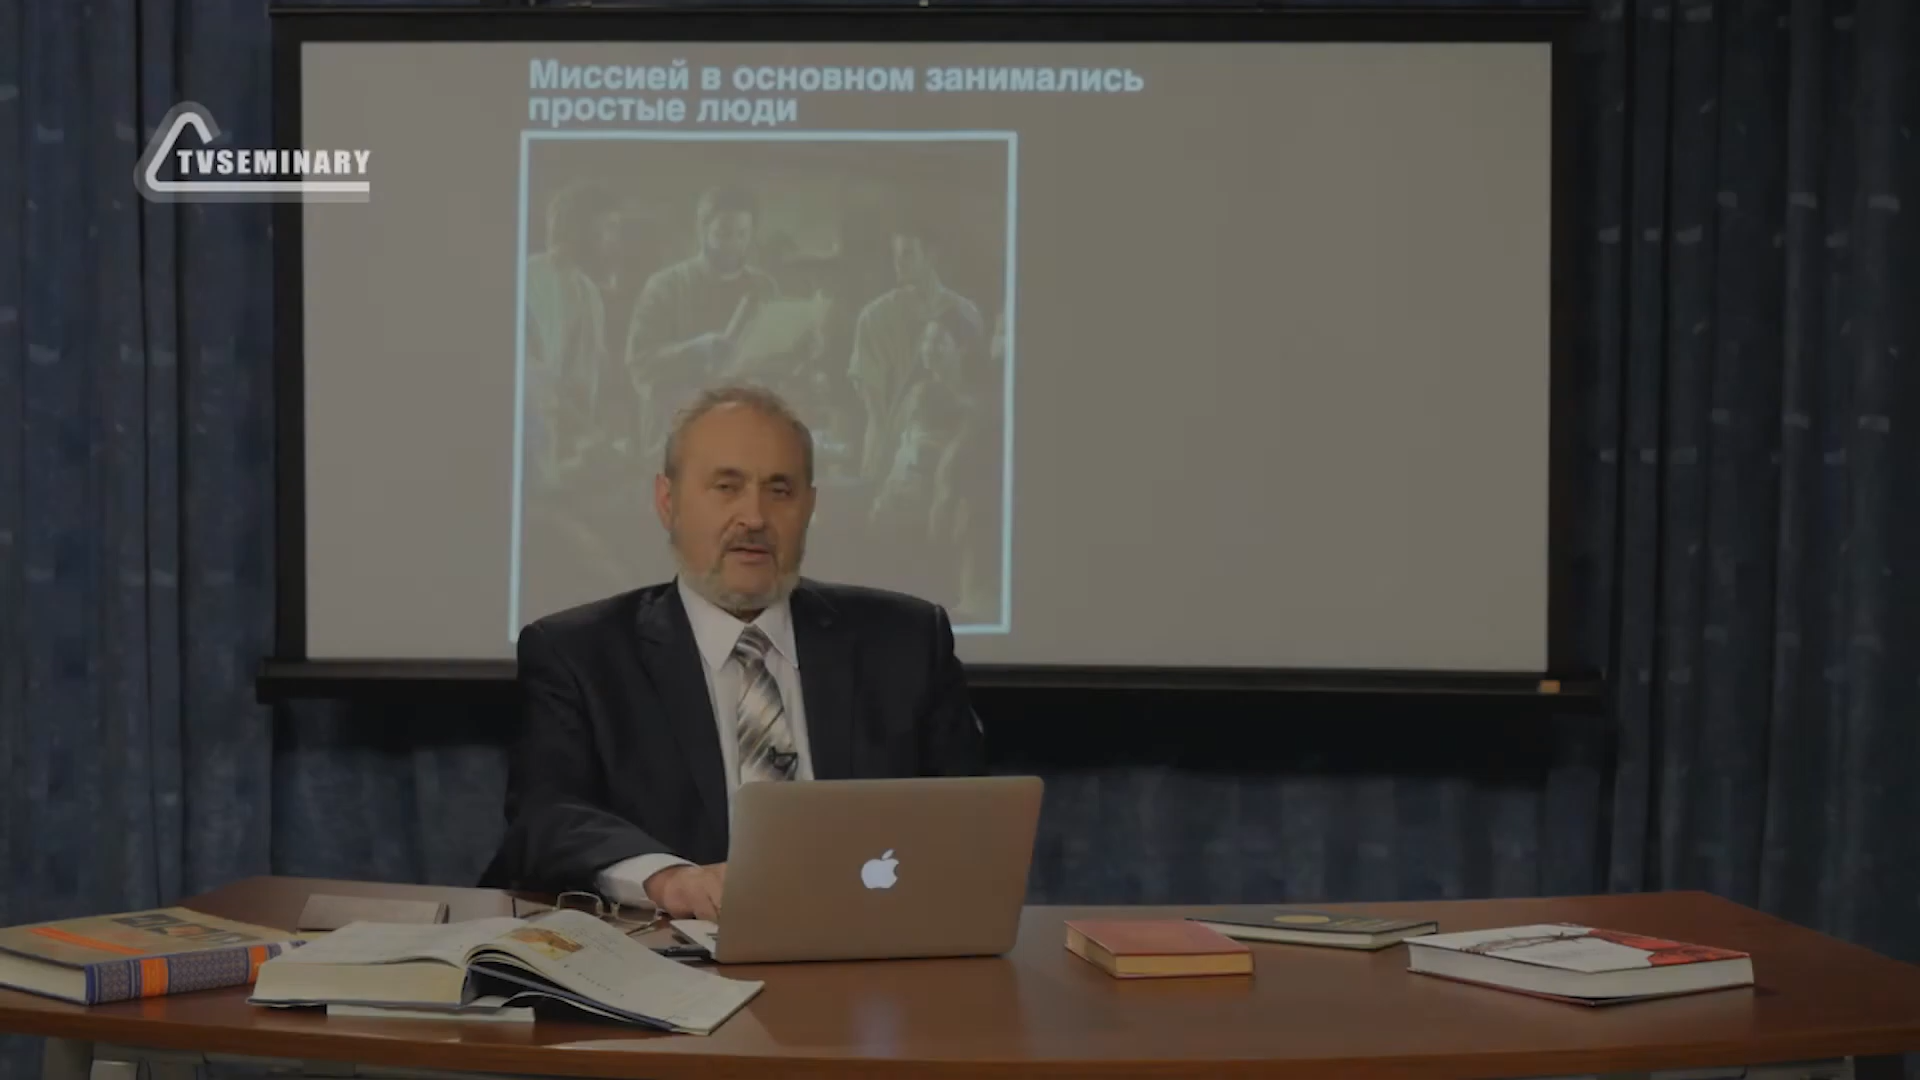 Миссией в основном занимались
простые люди
TVSEMINARY